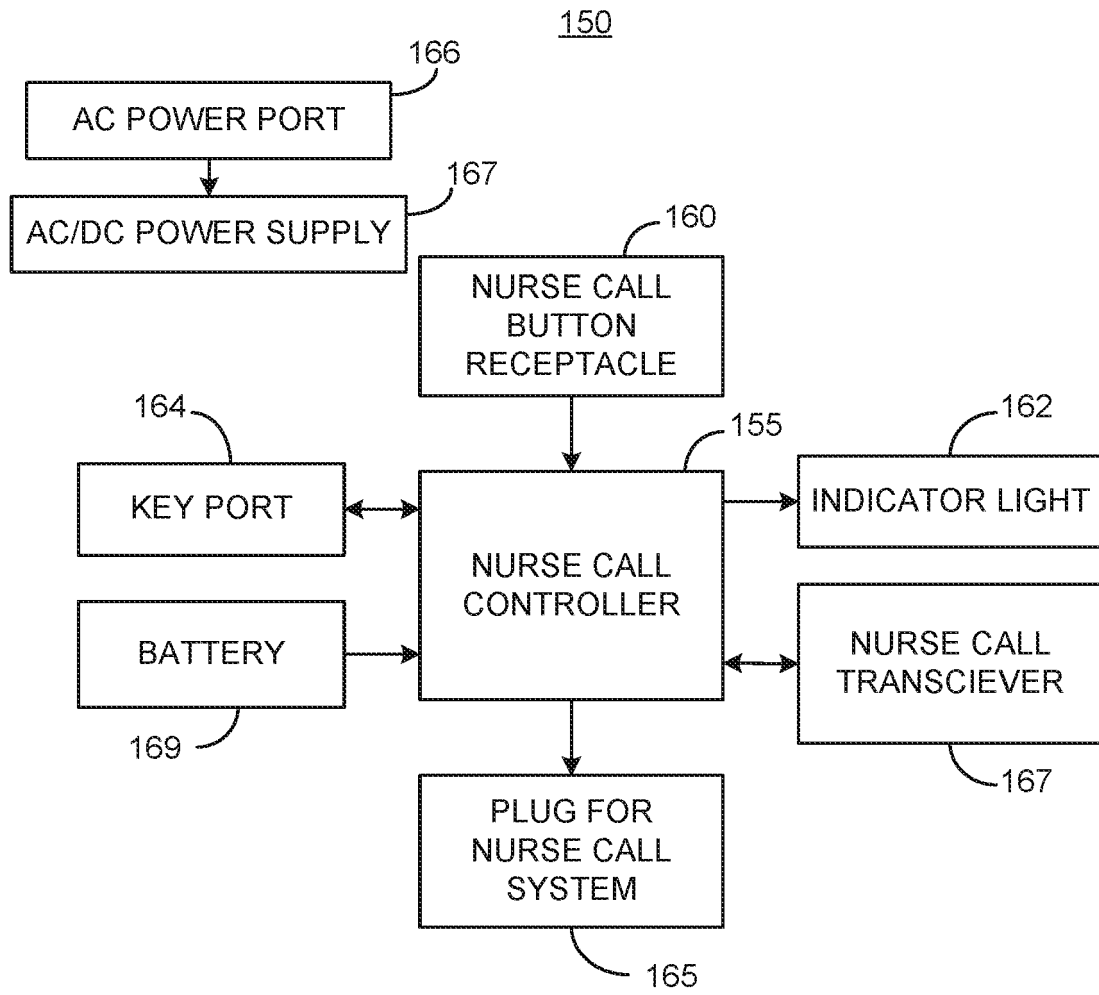 150
166
AC POWER PORT
167
AC/DC POWER SUPPLY
160
NURSE CALL
BUTTON
RECEPTACLE
164
155
162
KEY PORT
INDICATOR LIGHT
NURSE CALL
CONTROLLER
BATTERY
NURSE CALL
TRANSCIEVER
169
167
PLUG FOR
NURSE CALL
SYSTEM
165